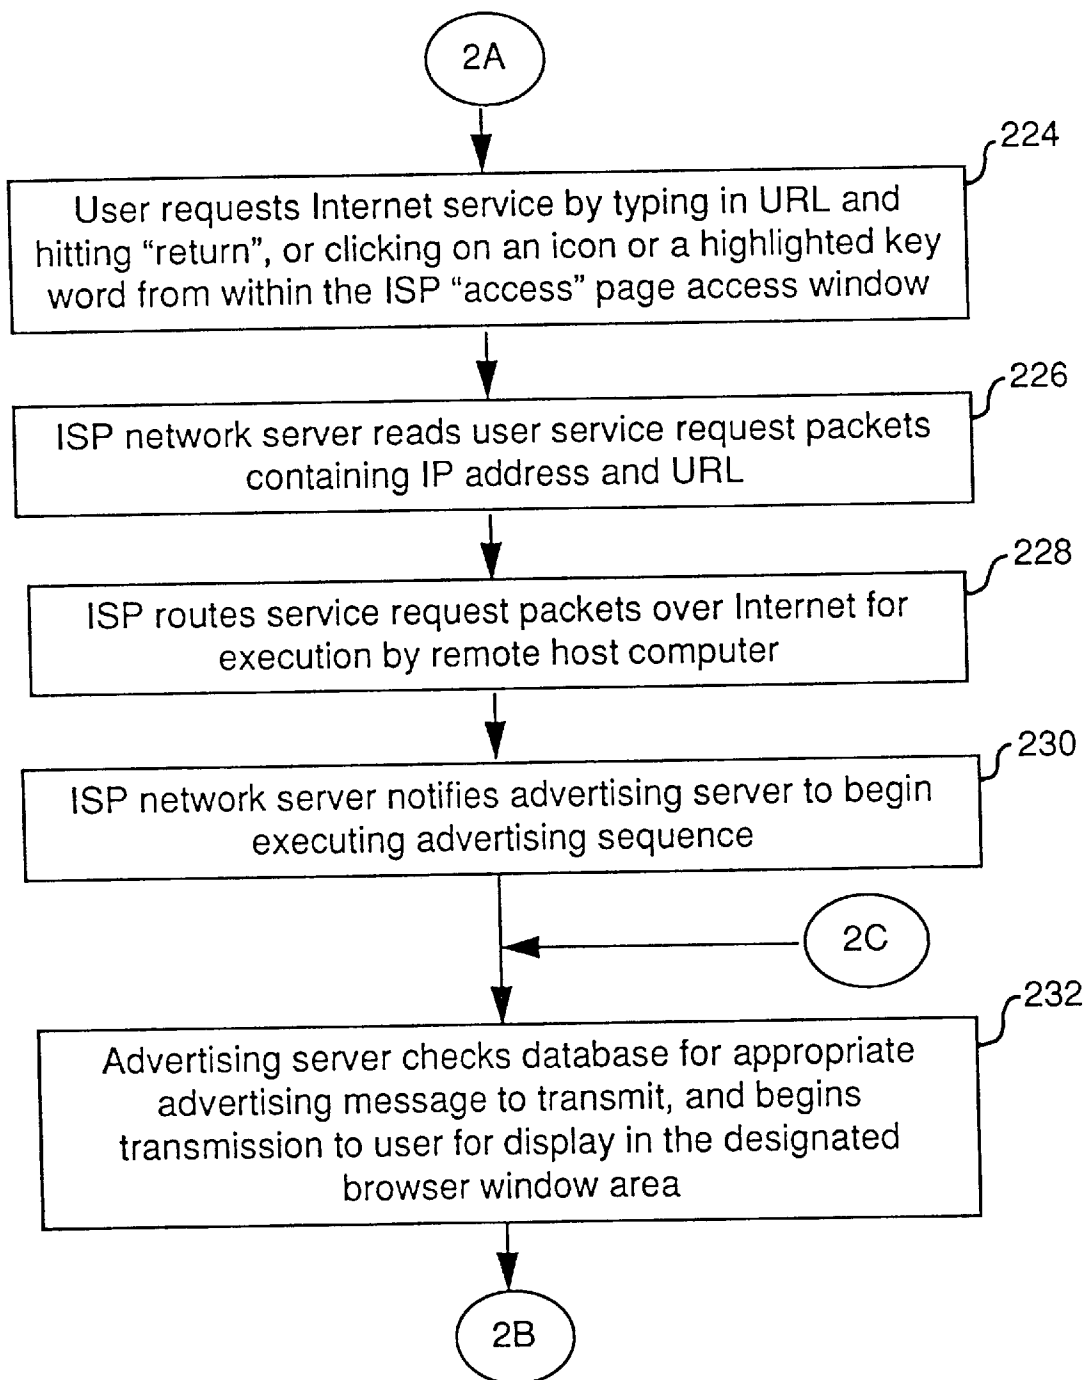 2A
224
User requests Internet service by typing in URL and
hitting “return”, or clicking on an icon or a highlighted key
word from within the ISP “access” page access window
226
ISP network server reads user service request packets
containing IP address and URL
228
ISP routes service request packets over Internet for
execution by remote host computer
230
ISP network server notifies advertising server to begin
executing advertising sequence
2C
232
Advertising server checks database for appropriate
advertising message to transmit, and begins
transmission to user for display in the designated
browser window area
2B